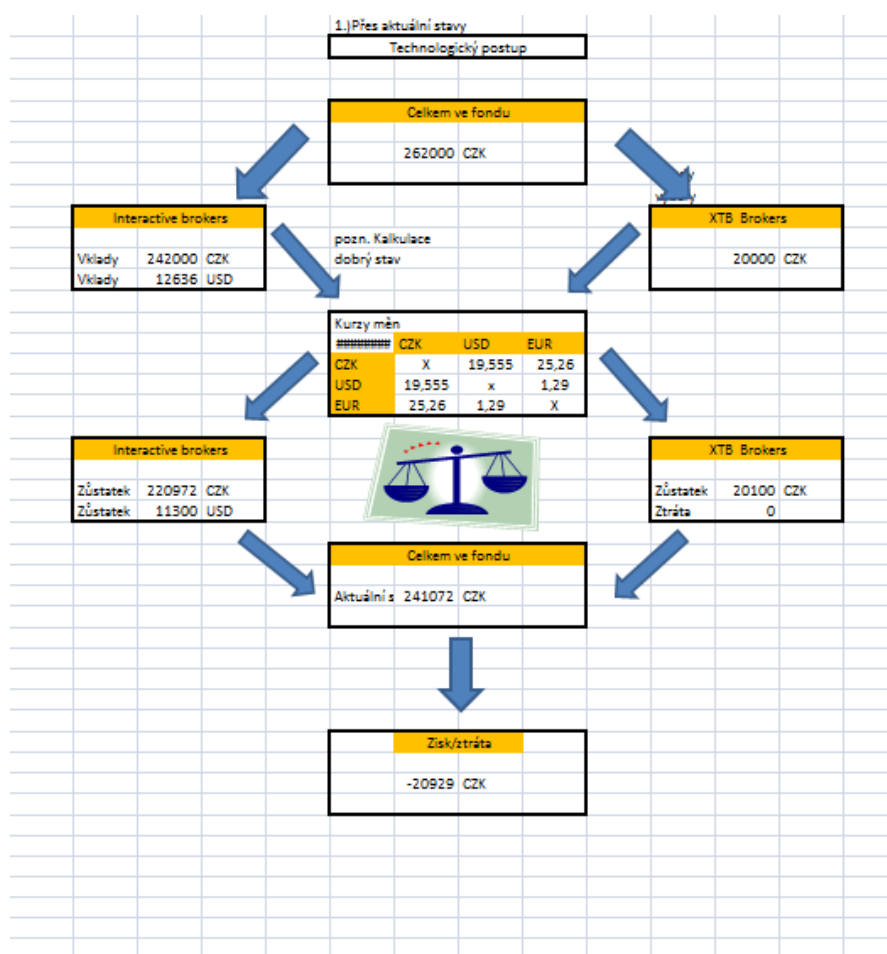 1.)Přes aktuální stavy
Technologický postup
Celkem ve fondu
262000 CZK
Interactive brokers
Vklady 242000 CZK
Vklady 12636 USD
pozn. Kalkulace
dobrý stav
XTB Brokers
20000 CZK
Kurzy měn
######## CZK USD EUR
CZK X 19,555 25,26
USD 19,555 x 1,29
EUR 25,26 1,29 X
Interactive brokers
Zůstatek 220972 CZK
Zůstatek 11300 USD
XTB Brokers
Zůstatek 20100 CZK
Ztráta 0
Celkem ve fondu
Aktuální s 241072 CZK
Zisk/ztráta
-20929 CZK